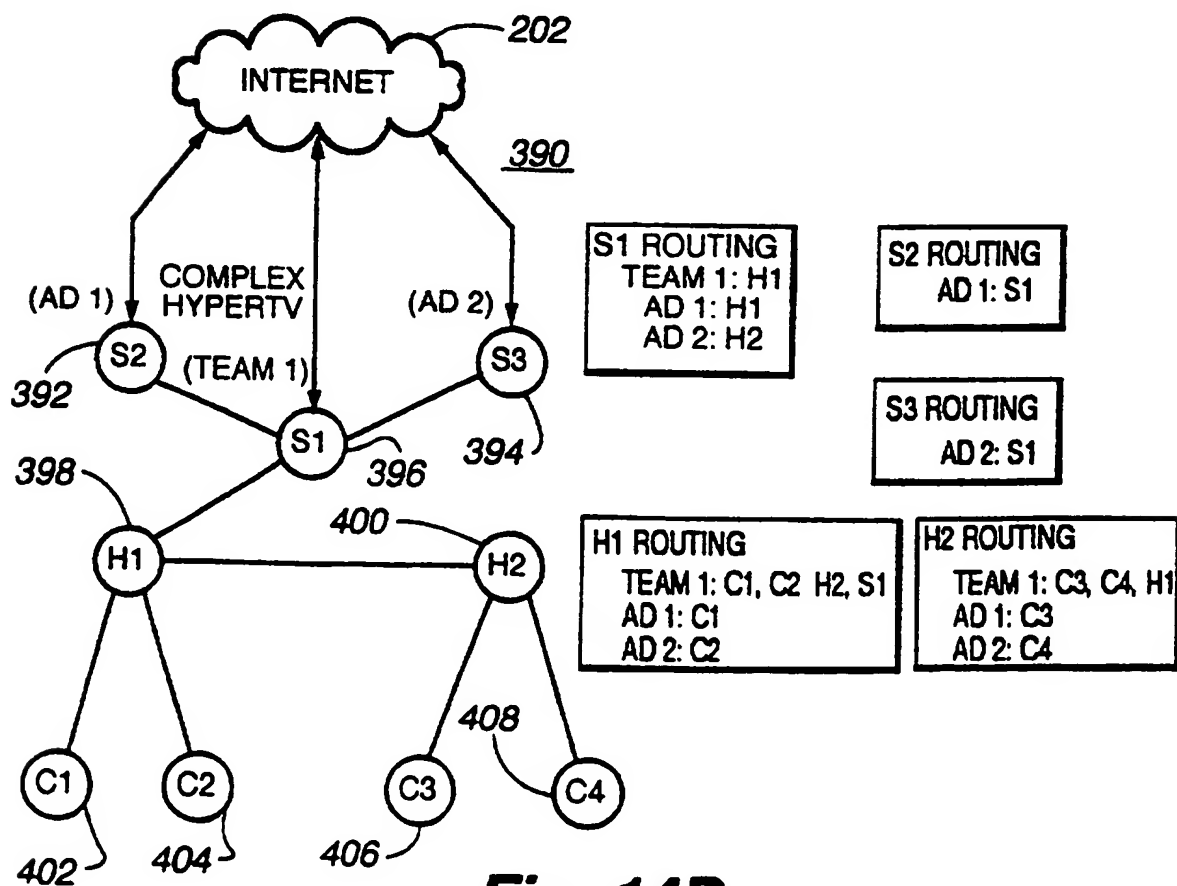 202
INTERNET
390
COMPLEX
HYPERTV
(AD 1)
(AD 2)
S2
(TEAM 1)
S3
392
S1
394
396
398
400
H1
H2
408
C1
C2
C3
C4
402
404
406
S1 ROUTING
TEAM 1: H1
AD 1: H1
AD 2: H2
S2 ROUTING
AD 1: S1
S3 ROUTING
AD 2: S1
H1 ROUTING
TEAM 1: C1, C2 H2, S1
AD 1: C1
AD 2: C2
H2 ROUTING
TEAM 1: C3, C4, H1
AD 1: C3
AD 2: C4